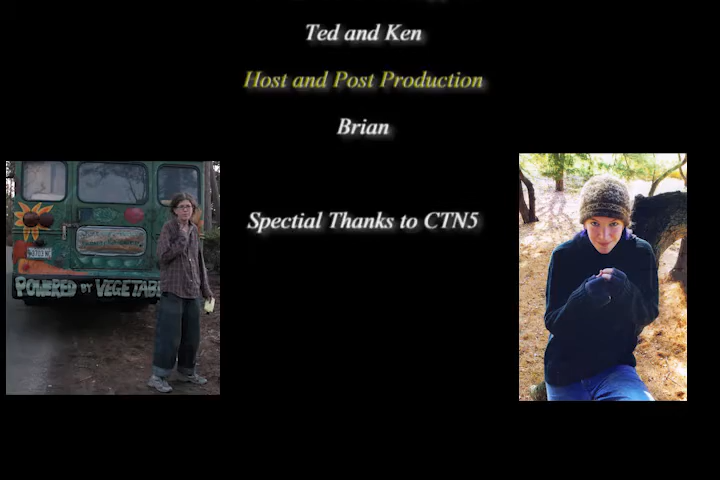 Ted and Ken
Host and Post Production
Brian
Spectial Thanks to CTN5
POWERED BY VEGETAB